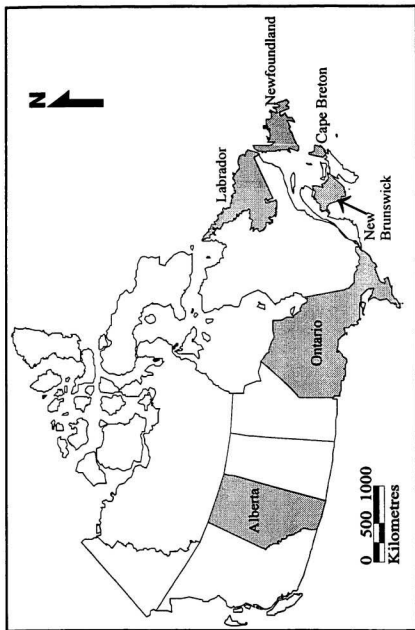 N
Labrador
Newfoundland
Cape Breton
New
Brunswick
Ontario
Alberta
0 500 1000
Kilometres